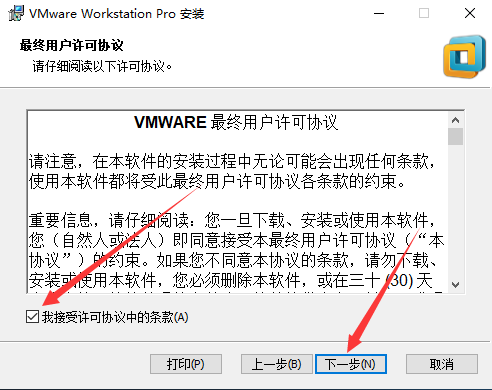 VMware Workstation Pro 安装
最终用户许可协议
请仔细阅读以下许可协议。
VMWARE 最终用户许可协议
请注意，在本软件的安装过程中无论可能会出现任何条款，
使用本软件都将受此最终用户许可协议各条款的约束。
重要信息，请仔细阅读：您一旦下载、安装或使用本软件，
您（自然人或法人）即同意接受本最终用户许可协议（“本
协议”）的约束。如果您不同意本协议的条款，请勿下载、
安装或使用本软件，您必须删除本软件，或在三十 (30) 天
我接受许可协议中的条款(A)
打印(P)
上一步(B)
下一步(N)
取消